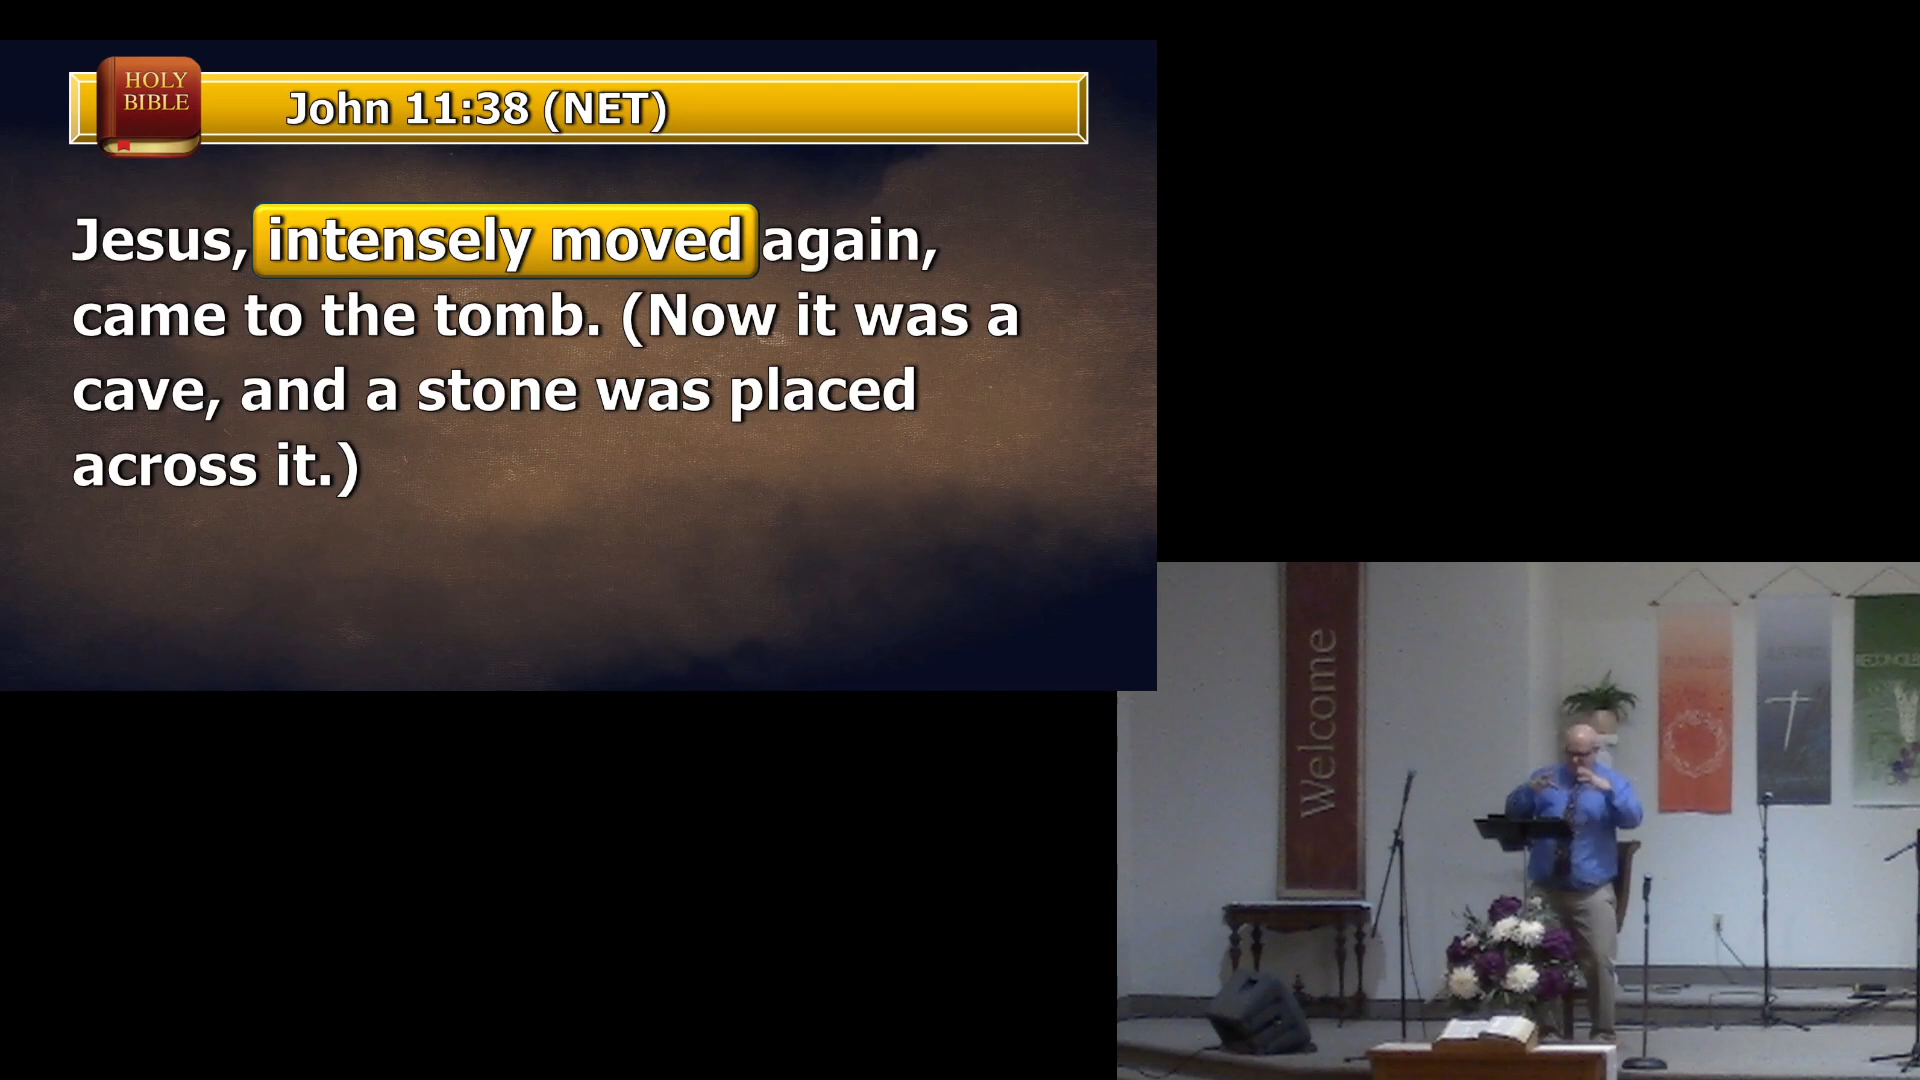 HOLY
BIBLE
John 11:38 (NET)
Jesus, intensely moved again,
came to the tomb. (Now it was a
cave, and a stone was placed
across it.)
Welcome
RECONCILED